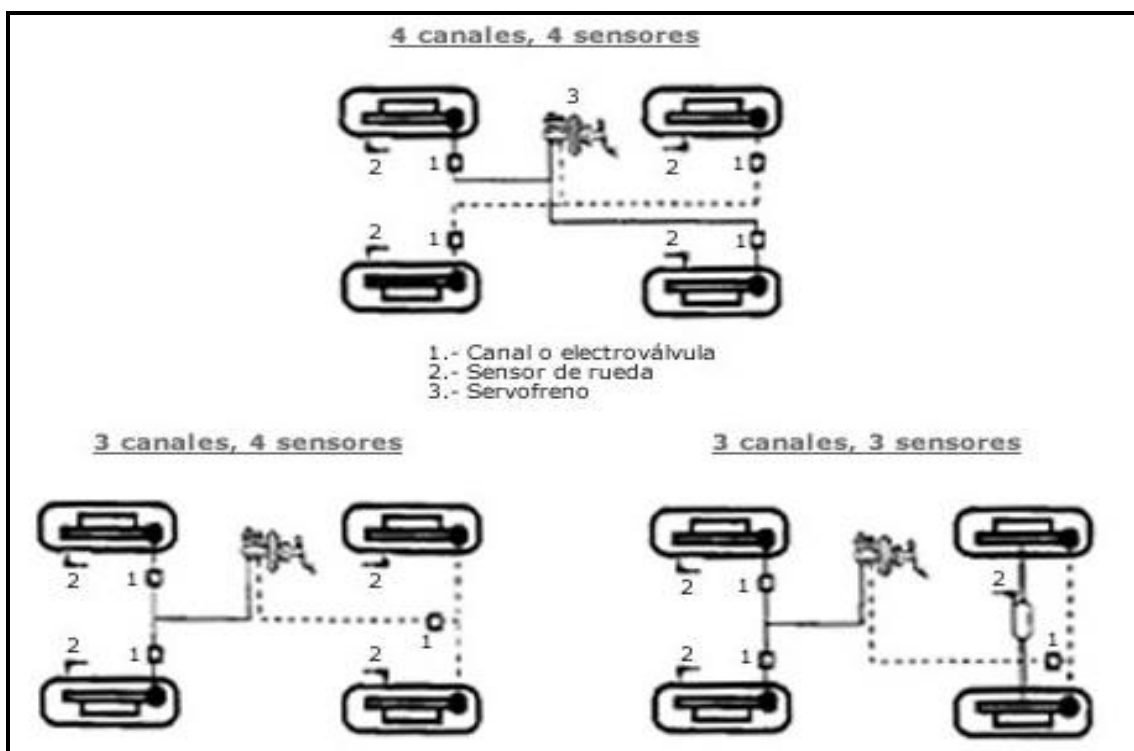 4 canales, 4 sensores
3
2 1 2 1
2 1 2 1
1.- Canal o electroválvula
2.- Sensor de rueda
3.- Servofreno
3 canales, 4 sensores
2 1 2
1
2 1 2
3 canales, 3 sensores
2 1 2
2 1 1